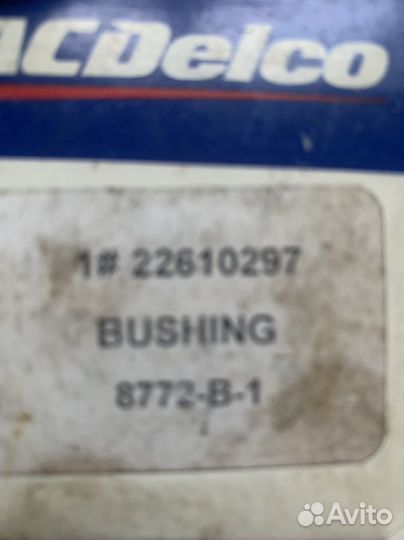 ACDelco
1# 22610297
BUSHING
8772-B-1
Avito